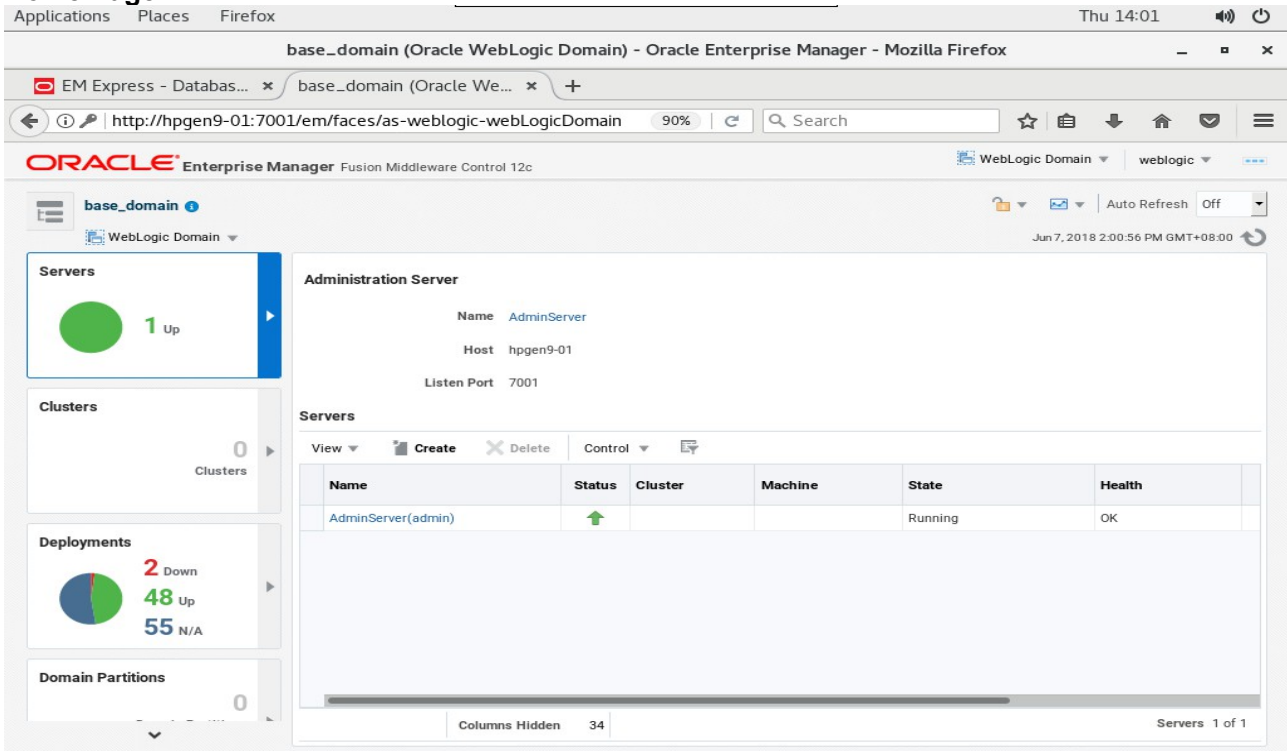 Applications Places Firefox Thu 14:01
base_domain (Oracle WebLogic Domain) - Oracle Enterprise Manager - Mozilla Firefox
EM Express - Databas... × base_domain (Oracle We... × +
http://hpgen9-01:7001/em/faces/as-weblogic-webLogicDomain 90% Search
ORACLE Enterprise Manager Fusion Middleware Control 12c WebLogic Domain weblogic
base_domain Auto Refresh Off
WebLogic Domain Jun 7, 2018 2:00:56 PM GMT+08:00
Servers
1 Up
Clusters
0
Clusters
Deployments
2 Down
48 Up
55 N/A
Domain Partitions
0
Administration Server
Name AdminServer
Host hpgen9-01
Listen Port 7001
Servers
View Create Delete Control
Name Status Cluster Machine State Health
AdminServer(admin) Running OK
Columns Hidden 34 Servers 1 of 1